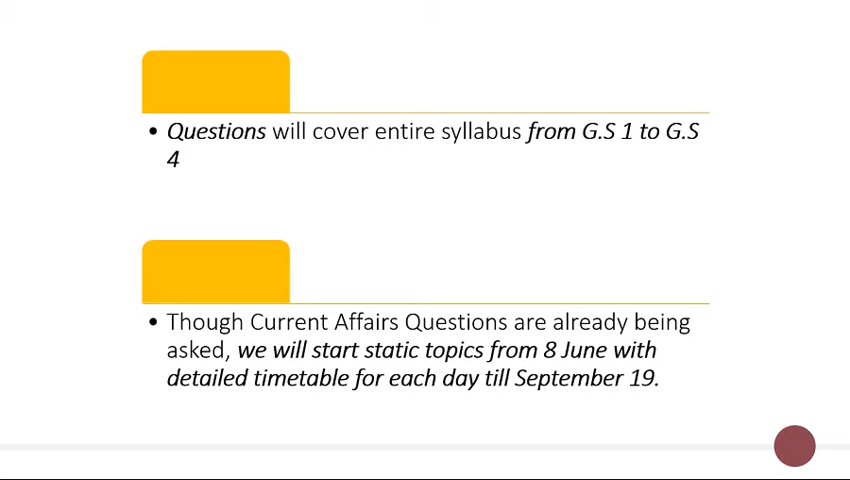 • Questions will cover entire syllabus from G.S 1 to G.S
4
• Though Current Affairs Questions are already being
asked, we will start static topics from 8 June with
detailed timetable for each day till September 19.